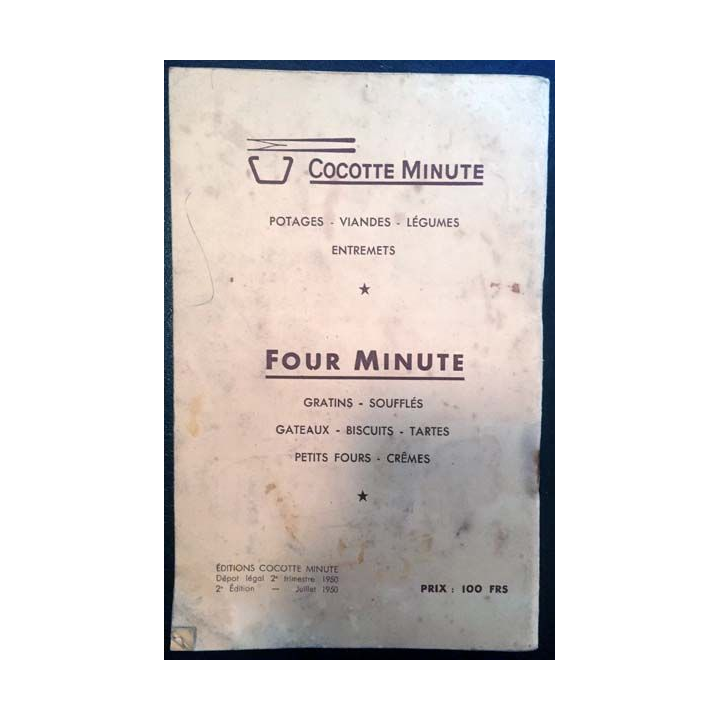 COCOTTE MINUTE
POTAGES - VIANDES - LÉGUMES
ENTREMETS
★
FOUR MINUTE
GRATINS - SOUFFLÉS
GATEAUX - BISCUITS - TARTES
PETITS FOURS - CRÊMES
★
ÉDITIONS COCOTTE MINUTE
Dépot légal 2e trimestre 1950
2e Édition — Juillet 1950
PRIX : 100 FRS